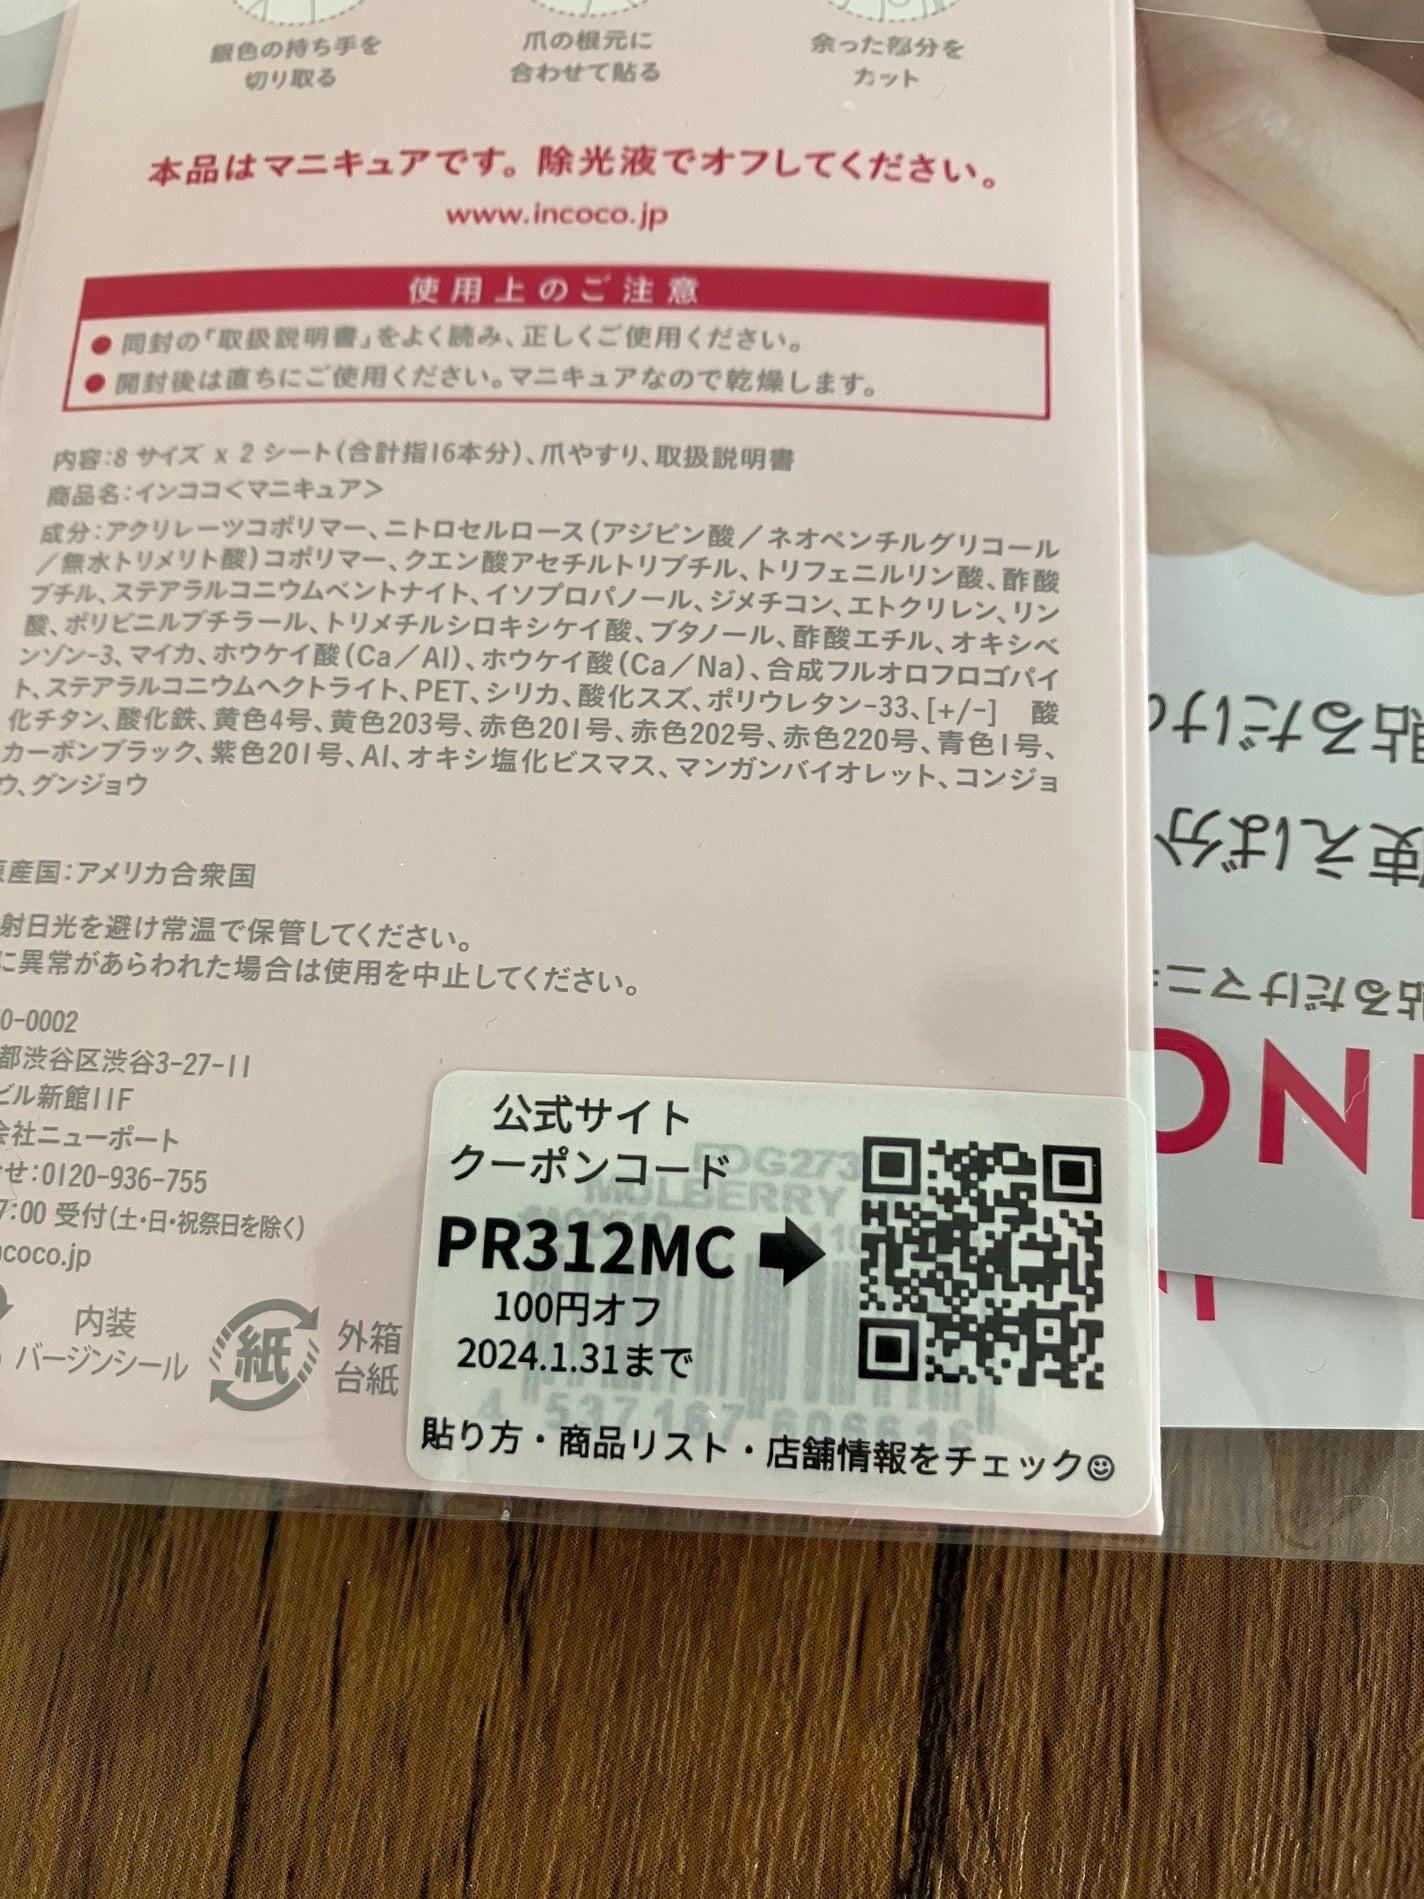 銀色の持ち手を
切り取る
爪の根元に
合わせて貼る
余った部分を
カット
本品はマニキュアです。除光液でオフしてください。
www.incoco.jp
使用上のご注意
●同封の「取扱説明書」をよく読み、正しくご使用ください。
●開封後は直ちにご使用ください。マニキュアなので乾燥します。
内容:8 サイズ x 2 シート(合計指16本分)、爪やすり、取扱説明書
商品名:インココ<マニキュア>
成分:アクリレーツコポリマー、ニトロセルロース(アジピン酸/ネオペンチルグリコール
/無水トリメリト酸)コポリマー、クエン酸アセチルトリブチル、トリフェニルリン酸、酢酸
ブチル、ステアラルコニウムベントナイト、イソプロパノール、ジメチコン、エトクリレン、リン
酸、ポリビニルブチラール、トリメチルシロキシケイ酸、ブタノール、酢酸エチル、オキシベ
ンゾン-3、マイカ、ホウケイ酸(Ca/Al)、ホウケイ酸(Ca/Na)、合成フルオロフロゴパイ
ト、ステアラルコニウムヘクトライト、PET、シリカ、酸化スズ、ポリウレタン-33、[+/-] 酸
化チタン、酸化鉄、黄色4号、黄色203号、赤色201号、赤色202号、赤色220号、青色1号、
カーボンブラック、紫色201号、Al、オキシ塩化ビスマス、マンガンバイオレット、コンジョ
ウ、グンジョウ
原産国:アメリカ合衆国
射日光を避け常温で保管してください。
に異常があらわれた場合は使用を中止してください。
0-0002
都渋谷区渋谷3-27-11
ビル新館11F
会社ニューポート
せ:0120-936-755
7:00 受付(土・日・祝祭日を除く)
ncoco.jp
内装
バージンシール
紙
外箱
台紙
公式サイト
クーポンコード
PR312MC
100円オフ
2024.1.31まで
貼り方・商品リスト・店舗情報をチェック☺
DG273
MULBERRY
4 537167 606616
貼るだけの
使えば分
貼るだけマニキ